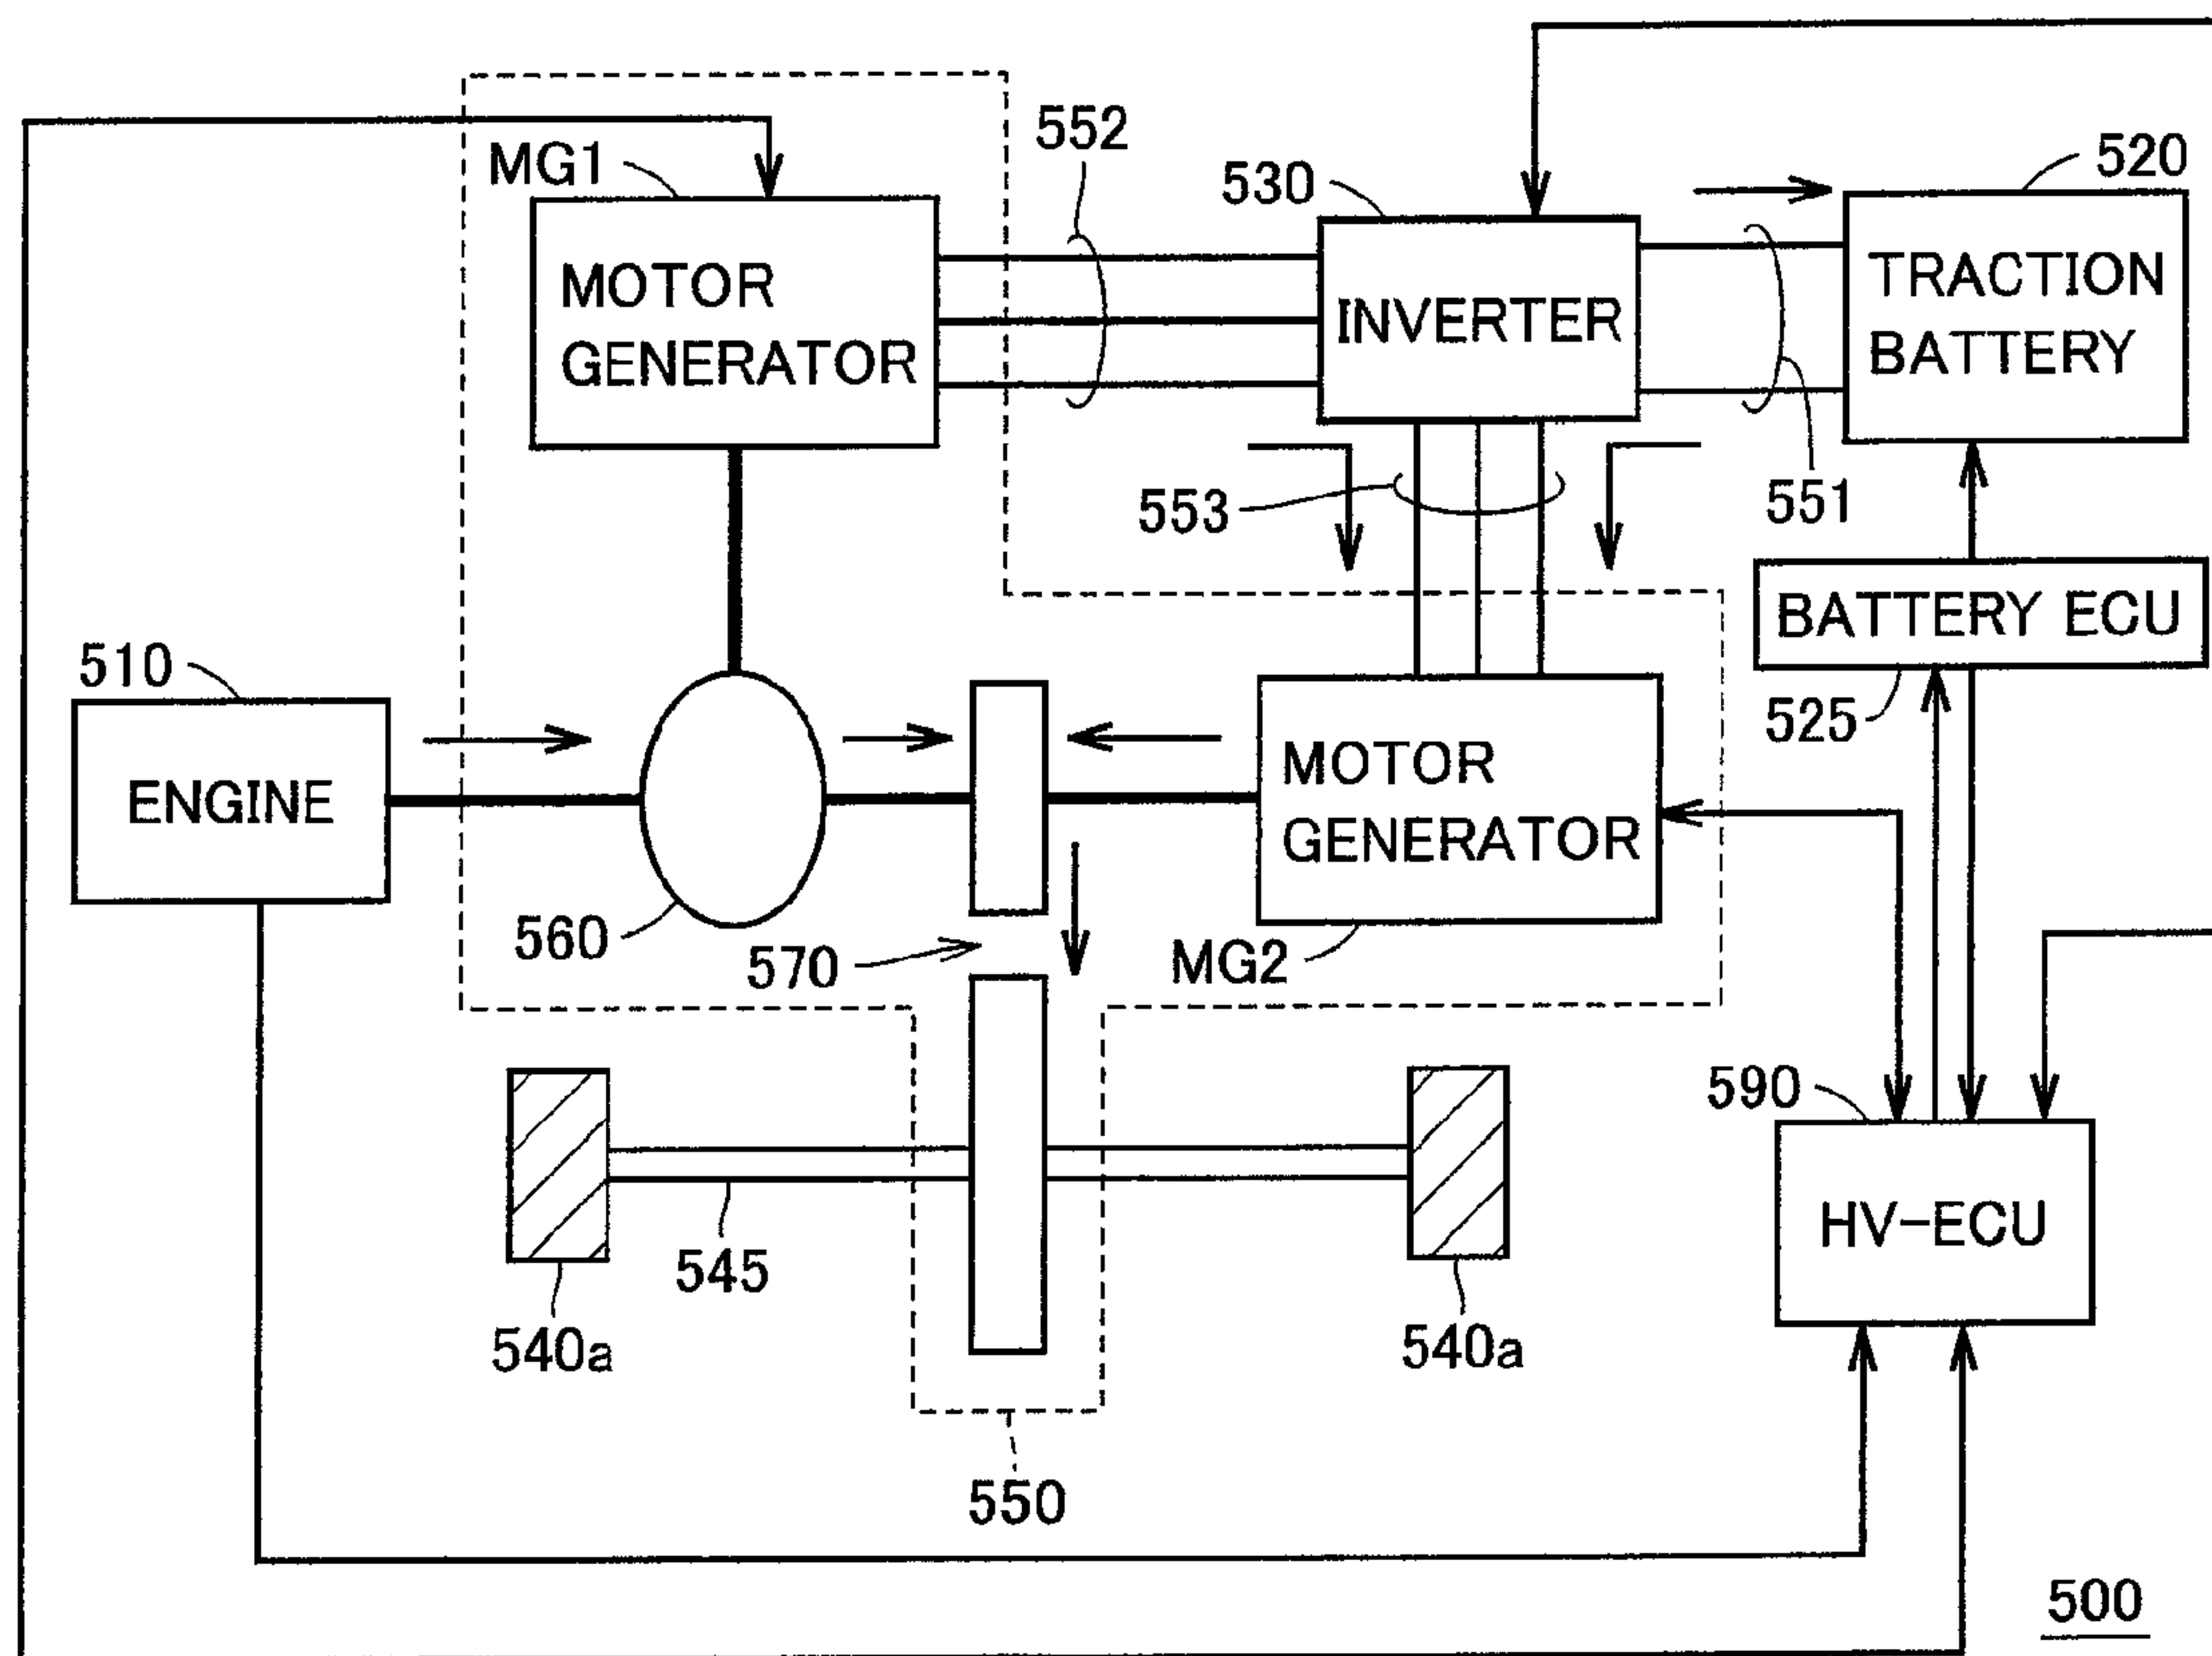 552
MG1
520
530
MOTOR
GENERATOR
INVERTER
TRACTION
BATTERY
553
551
BATTERY ECU
510
525
ENGINE
MOTOR
GENERATOR
560
570
MG2
590
HV-ECU
545
540a
540a
550
500